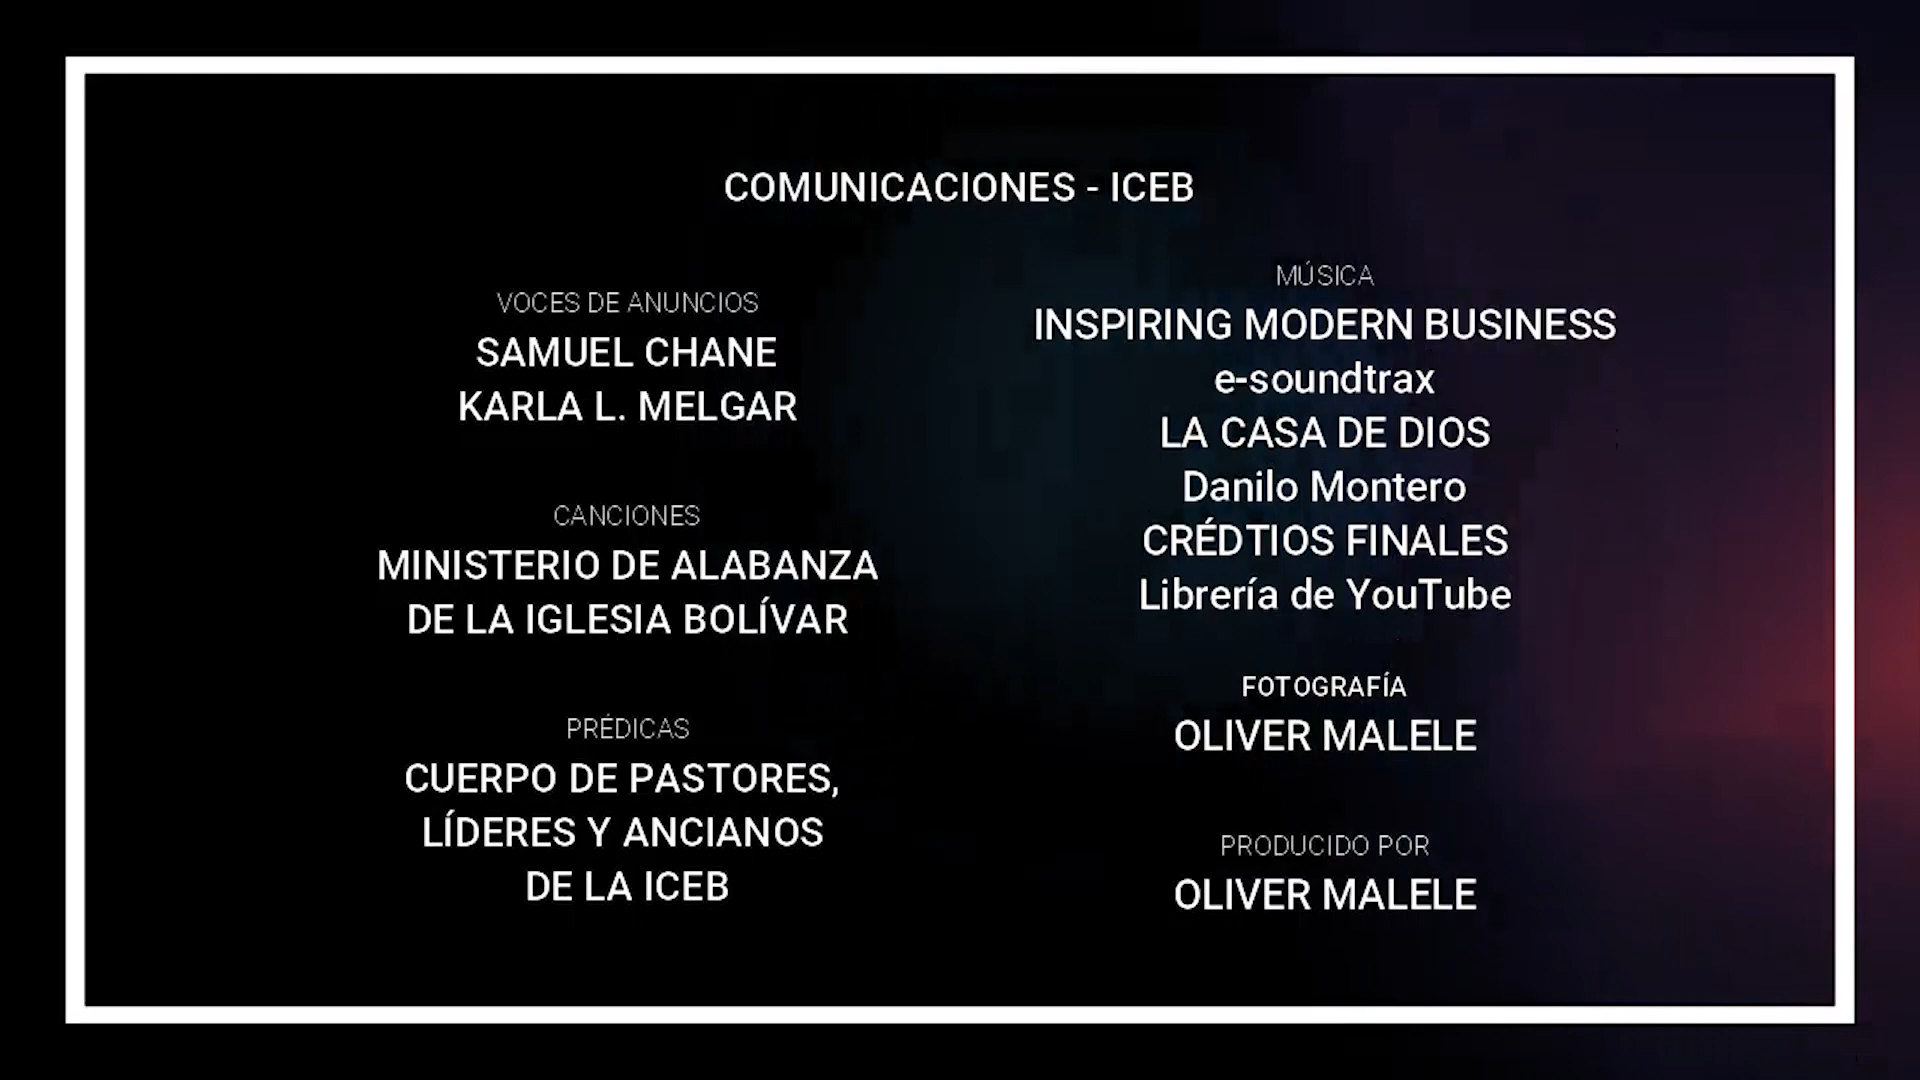 COMUNICACIONES - ICEB
VOCES DE ANUNCIOS
SAMUEL CHANE
KARLA L. MELGAR
CANCIONES
MINISTERIO DE ALABANZA
DE LA IGLESIA BOLÍVAR
PRÉDICAS
CUERPO DE PASTORES,
LÍDERES Y ANCIANOS
DE LA ICEB
MÚSICA
INSPIRING MODERN BUSINESS
e-soundtrax
LA CASA DE DIOS
Danilo Montero
CRÉDTIOS FINALES
Librería de YouTube
FOTOGRAFÍA
OLIVER MALELE
PRODUCIDO POR
OLIVER MALELE